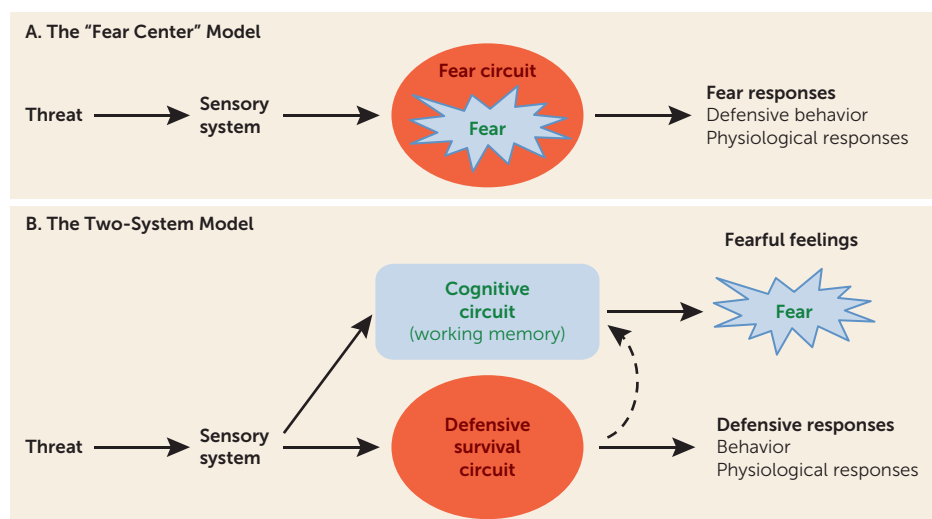 A. The “Fear Center” Model
Threat
Sensory
system
Fear circuit
Fear
Fear responses
Defensive behavior
Physiological responses
B. The Two-System Model
Threat
Sensory
system
Cognitive
circuit
(working memory)
Fearful feelings
Fear
Defensive
survival
circuit
Defensive responses
Behavior
Physiological responses